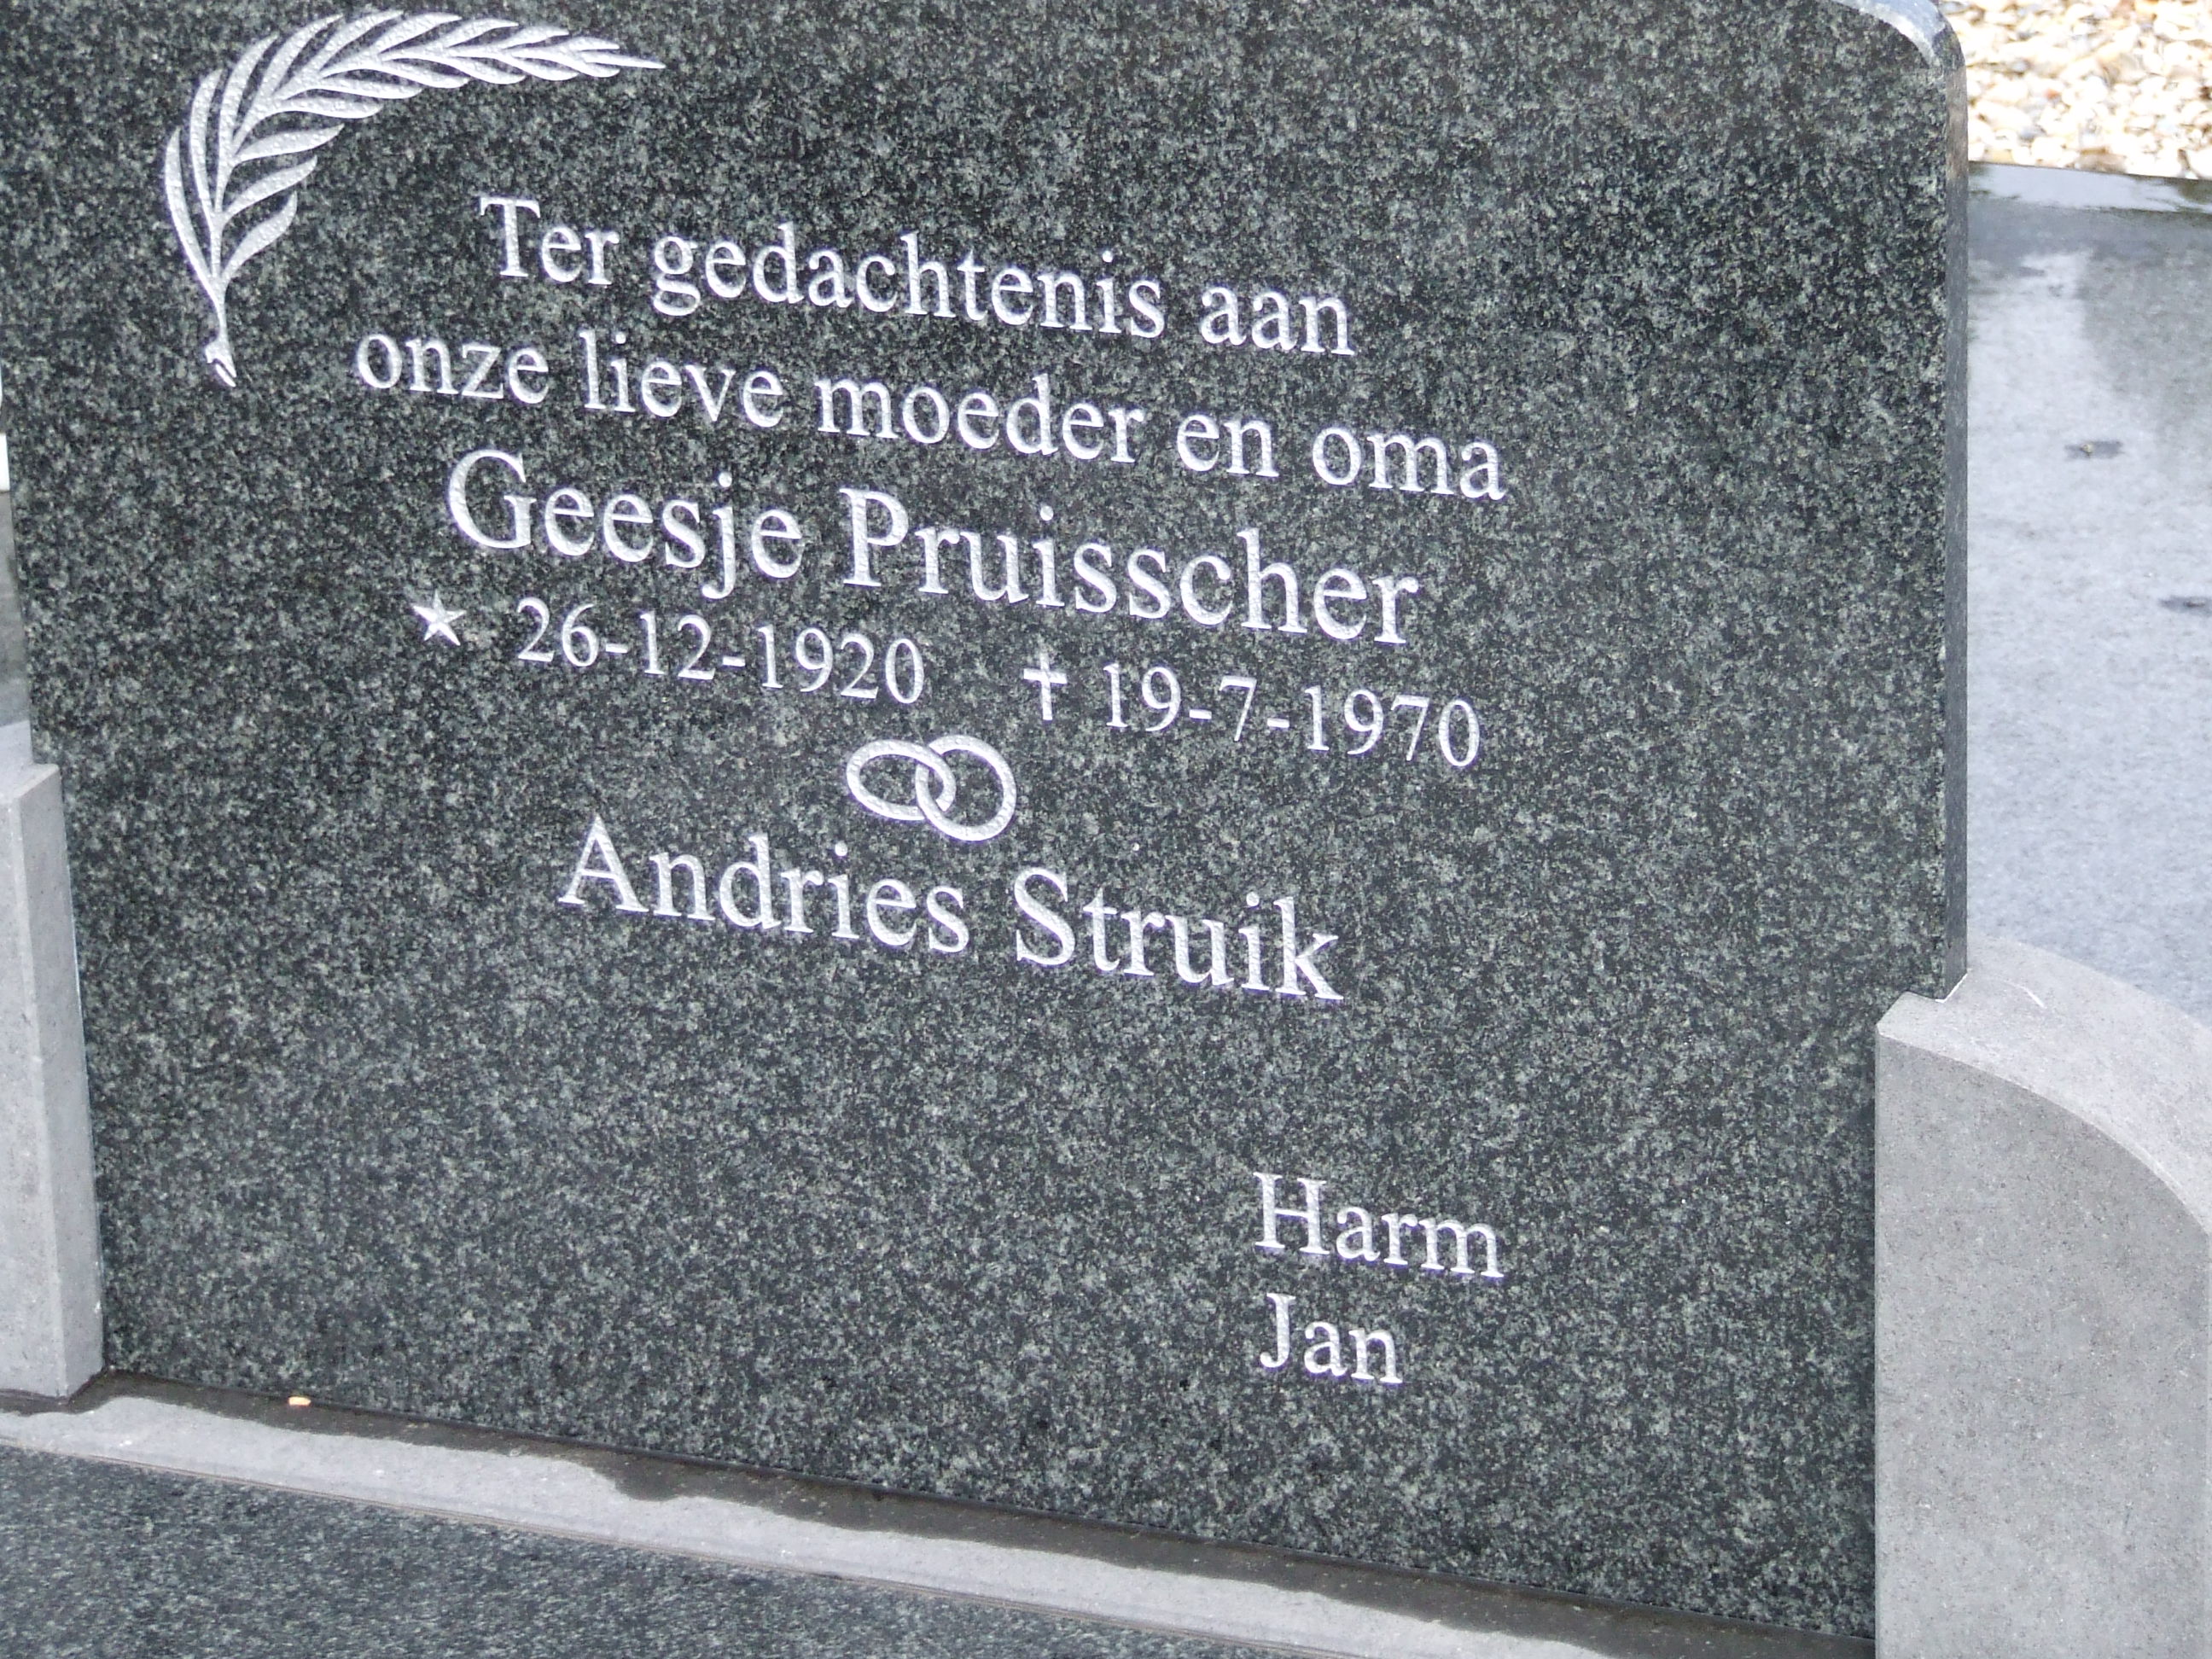 Ter gedachtenis aan
onze lieve moeder en oma
Geesje Pruisscher
★ 26-12-1920 ✝ 19-7-1970
Andries Struik
Harm
Jan